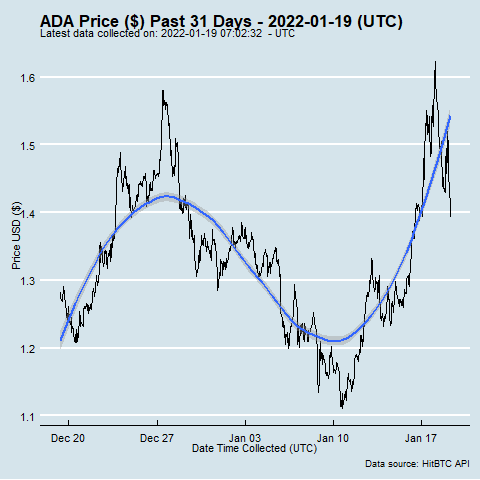 ADA Price ($) Past 31 Days - 2022-01-19 (UTC)
Latest data collected on: 2022-01-19 07:02:32 - UTC
1.6
1.5
1.4
1.3
1.2
1.1
Price USD ($)
Dec 20 Dec 27 Jan 03 Jan 10 Jan 17
Date Time Collected (UTC)
Data source: HitBTC API